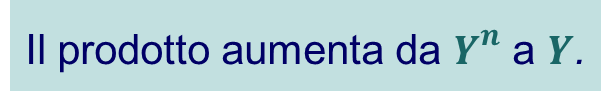 Il prodotto aumenta da Yⁿ a Y.